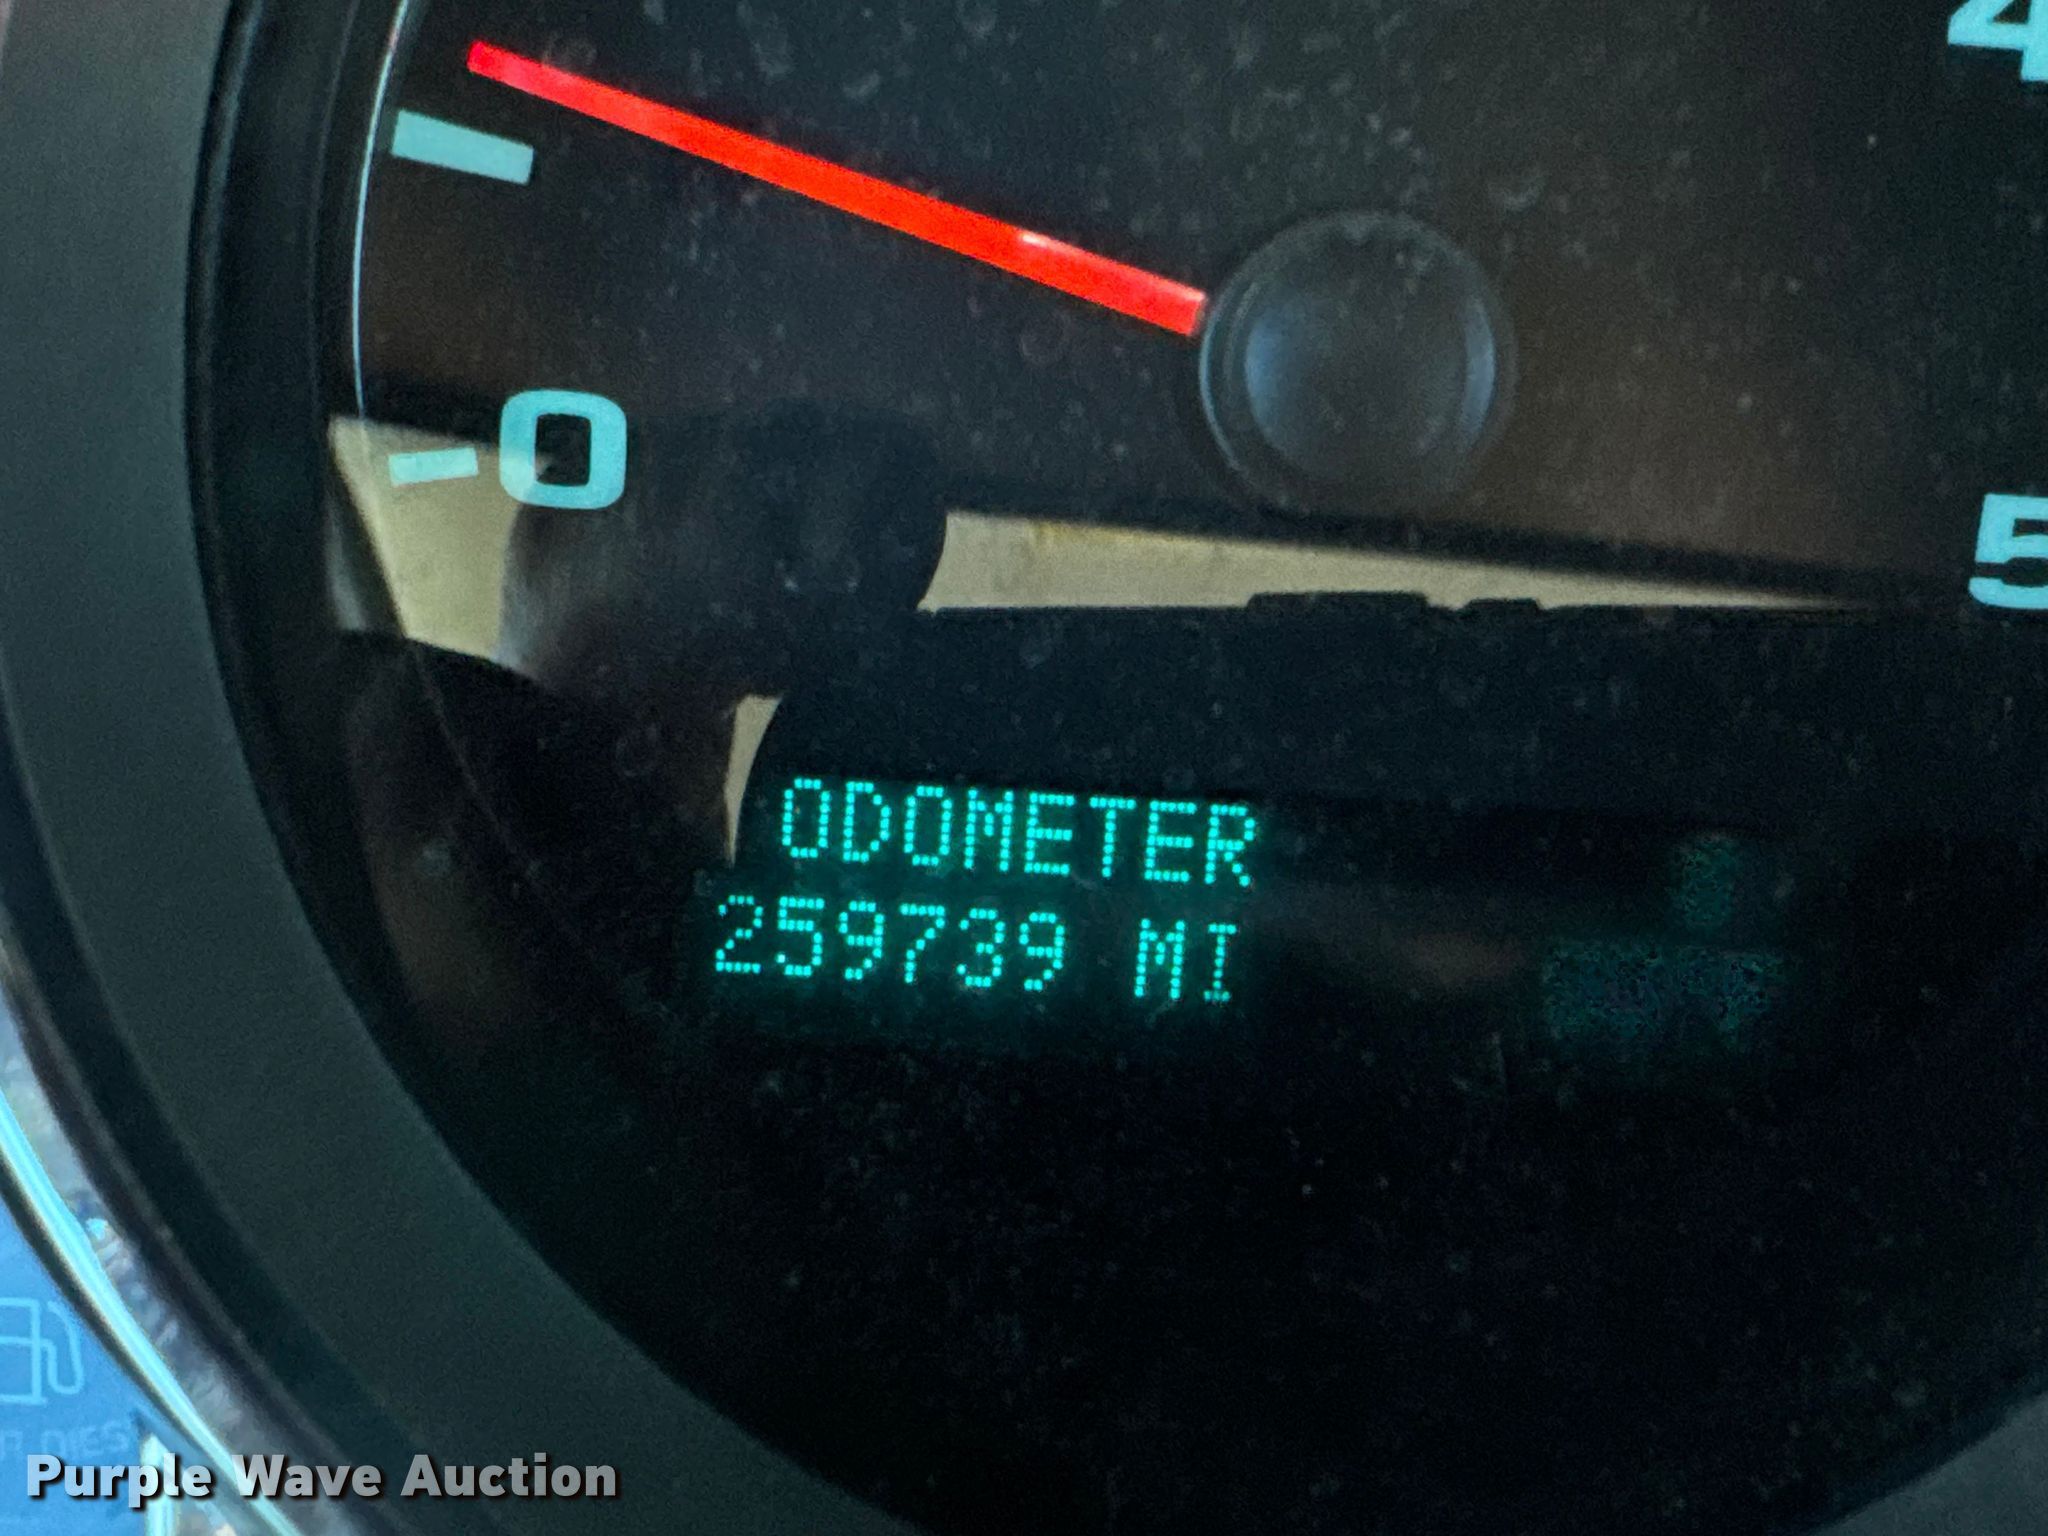 4
0
5
ODOMETER
259739 MI
Purple Wave Auction